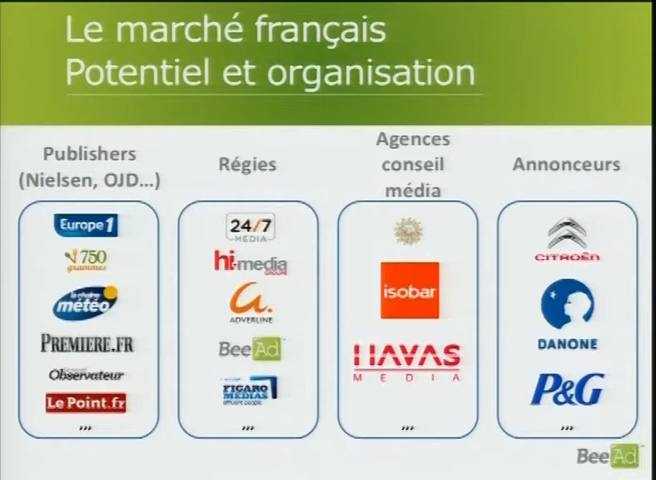 Le marché français
Potentiel et organisation
Publishers
(Nielsen, OJD...)
Régies
Agences
conseil
média
Annonceurs
Europe 1
750
grammes
la chaîne
météo
PREMIERE.FR
Observateur
Le Point.fr
,,,
24/7
MEDIA
hi-media
GROUPE
a.
ADVERLINE
BeeAd
FIGARO
MEDIAS
affluent people
,,,
isobar
HAVAS
MEDIA
,,,
CITROËN
DANONE
P&G
,,,
BeeAd